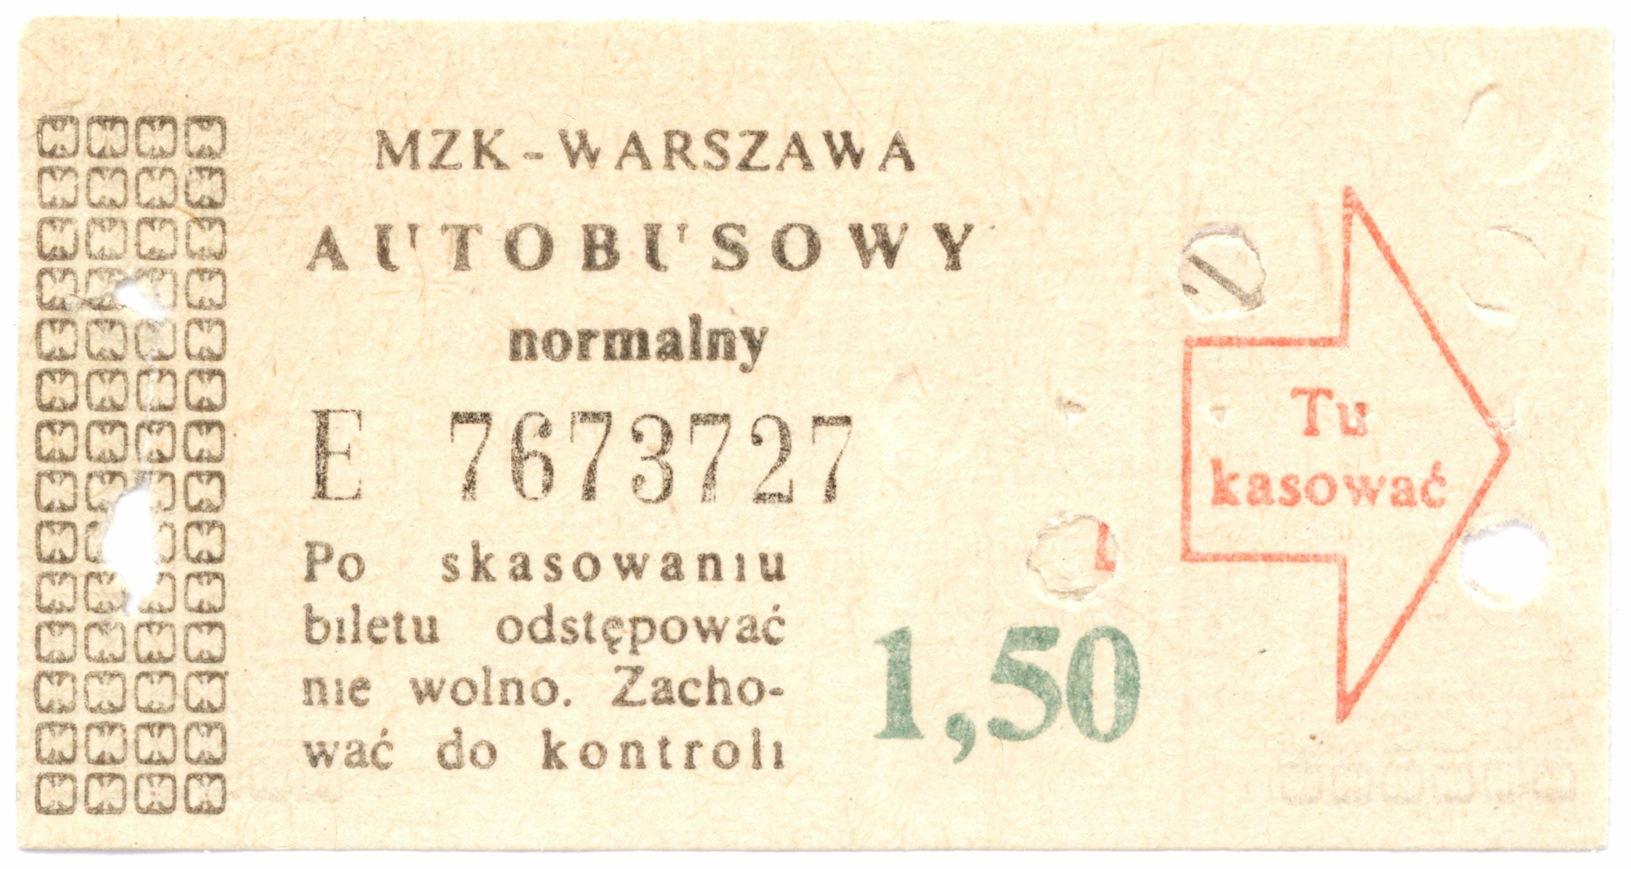 MZK-WARSZAWA
AUTOBUSOWY
normalny
E 7673727
Po skasowaniu
biletu odstępować
nie wolno. Zacho-
wać do kontroli
1,50
Tu
kasować